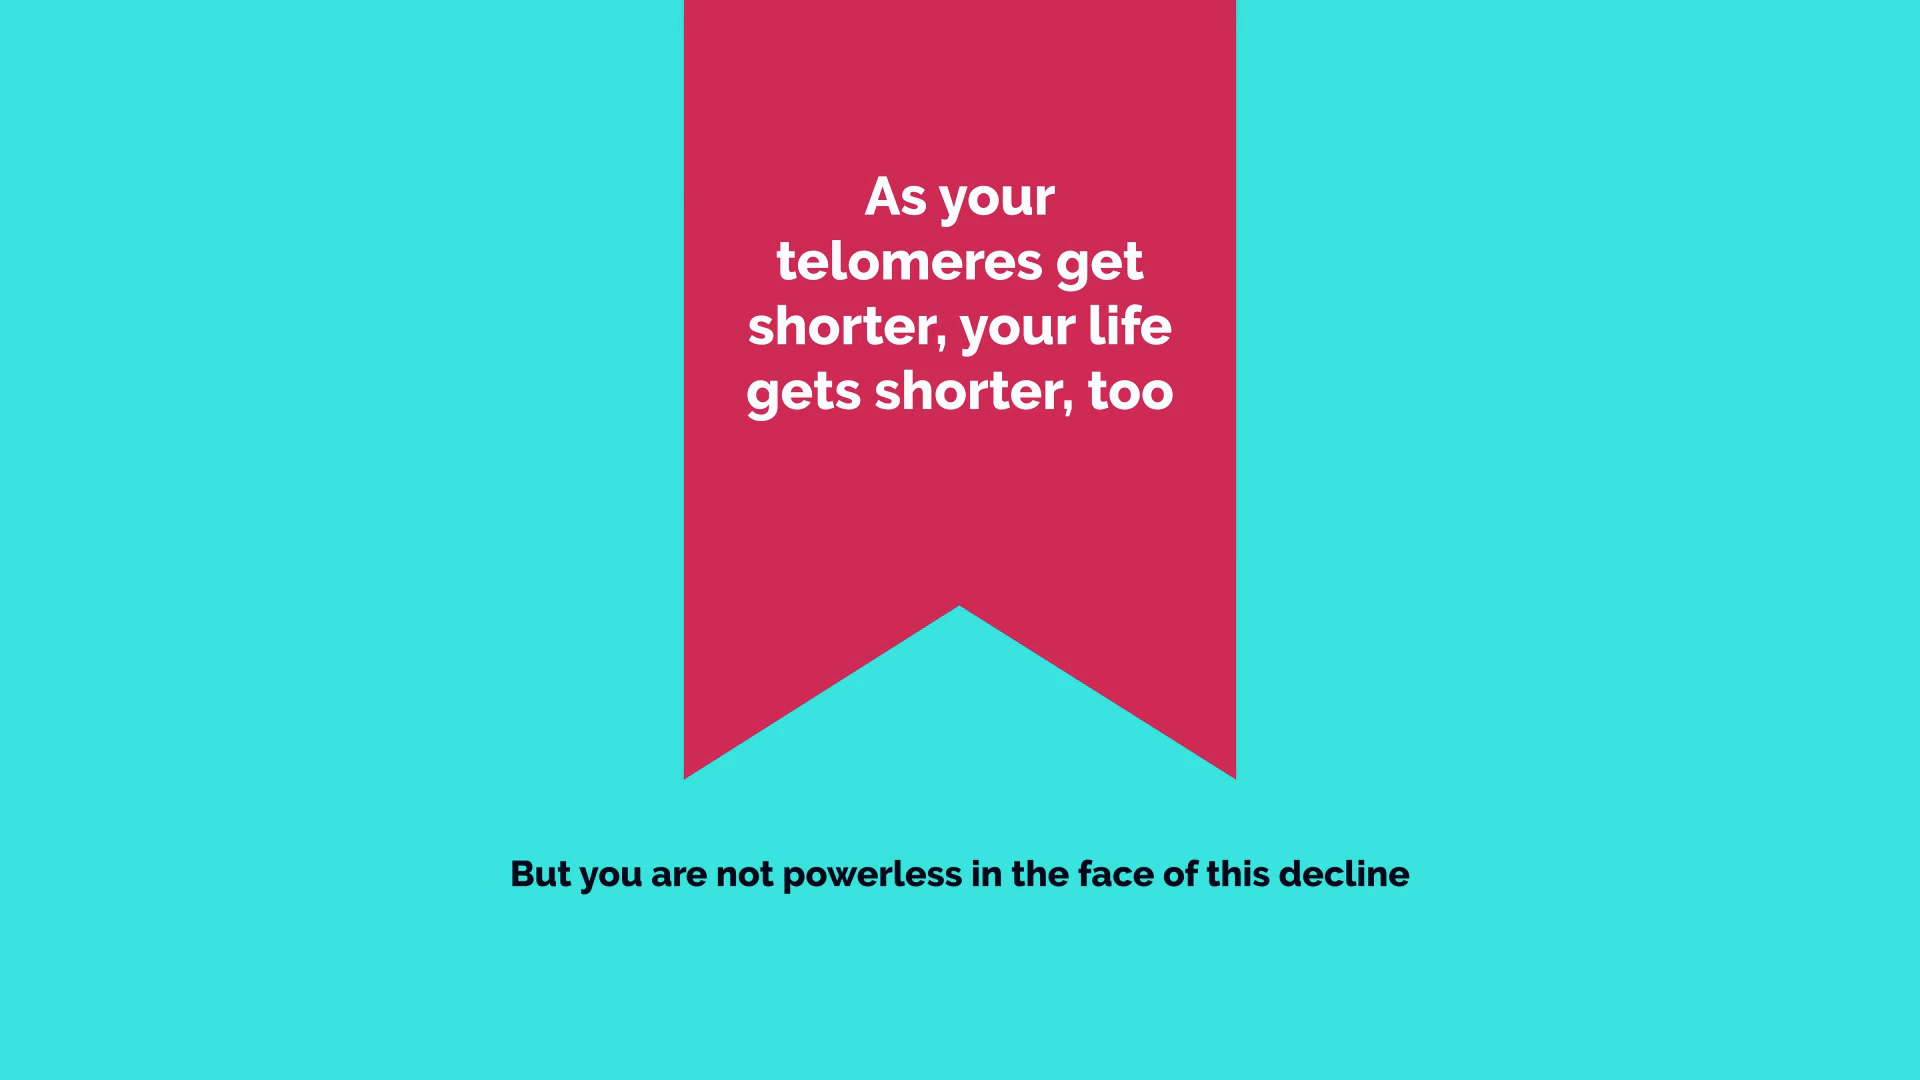 As your
telomeres get
shorter, your life
gets shorter, too
But you are not powerless in the face of this decline